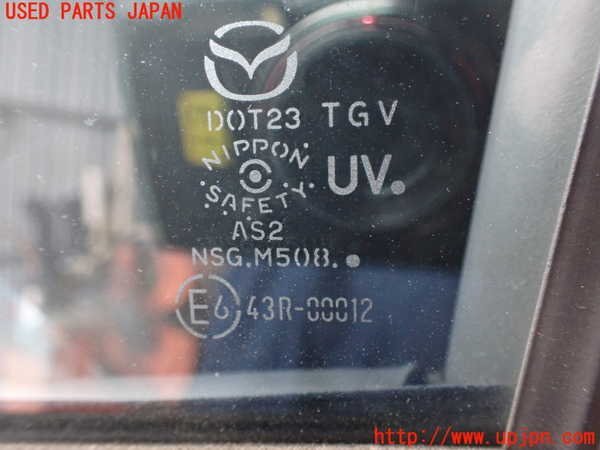 USED PARTS JAPAN
DOT23 TGV
NIPPON SAFETY UV.
AS2
NSG.M508.●
E6 43R-00012
http://www.upjpn.com